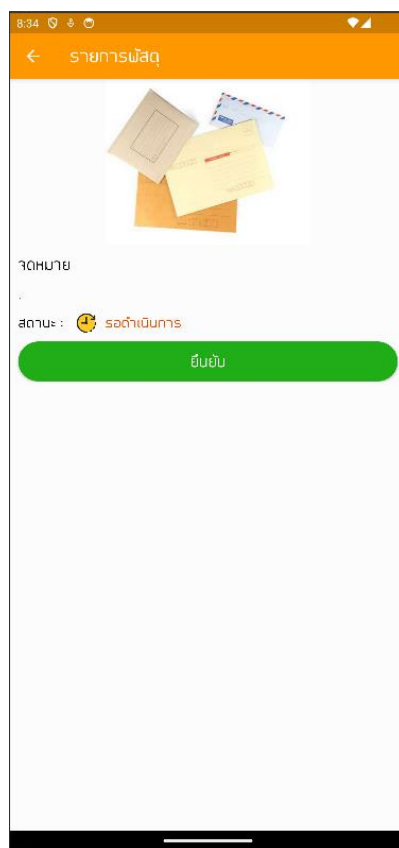 8:34
รายการพัสดุ
จดหมาย
.
สถานะ : รอดำเนินการ
ยืนยัน